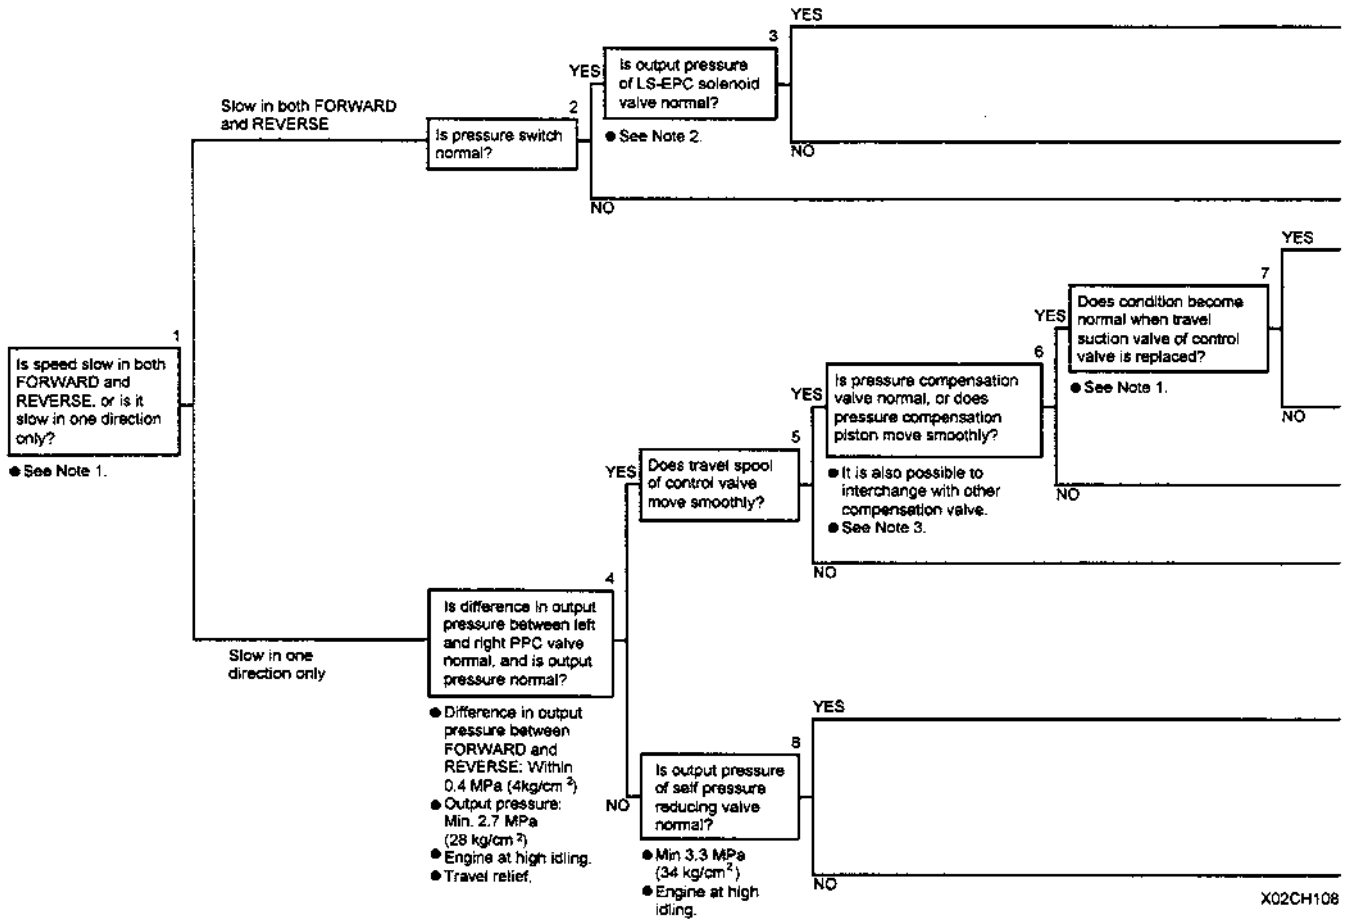 YES
3
Is output pressure
of LS-EPC solenoid
valve normal?
YES
● See Note 2.
NO
Slow in both FORWARD
and REVERSE
2
Is pressure switch
normal?
NO
YES
7
Does condition become
normal when travel
suction valve of control
valve is replaced?
YES
● See Note 1.
NO
1
Is speed slow in both
FORWARD and
REVERSE, or is it
slow in one direction
only?
● See Note 1.
6
Is pressure compensation
valve normal, or does
pressure compensation
piston move smoothly?
YES
● It is also possible to
interchange with other
compensation valve.
● See Note 3.
NO
5
Does travel spool
of control valve
move smoothly?
YES
NO
Slow in one
direction only
4
Is difference in output
pressure between left
and right PPC valve
normal, and is output
pressure normal?
● Difference in output
pressure between
FORWARD and
REVERSE: Within
0.4 MPa (4kg/cm 2)
● Output pressure:
Min. 2.7 MPa
(28 kg/cm 2)
● Engine at high idling.
● Travel relief.
YES
8
Is output pressure
of self pressure
reducing valve
normal?
NO
● Min 3.3 MPa
(34 kg/cm2)
● Engine at high
idling.
NO
X02CH108